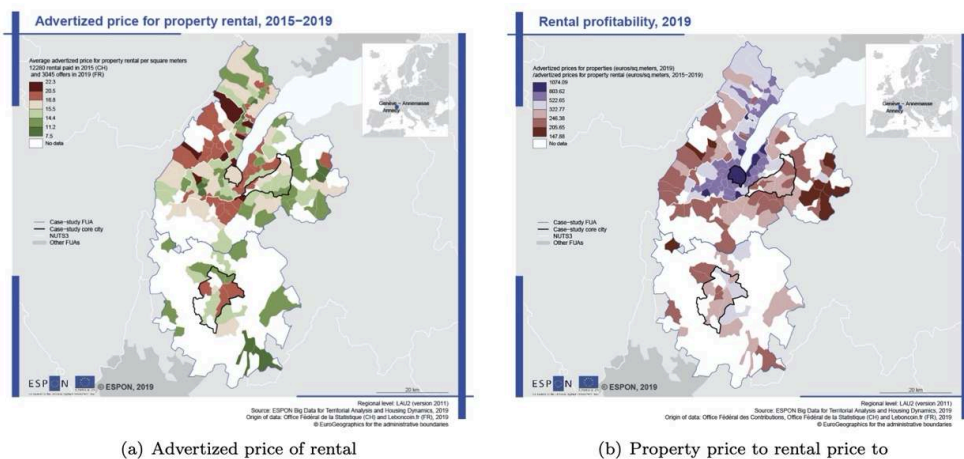 Advertized price for property rental, 2015−2019
Average advertized price for property rental per square meters
12280 rental paid in 2015 (CH)
and 3045 offers in 2019 (FR)
22.3
20.5
16.8
15.5
14.4
11.2
7.5
No data
Genève − Annemasse
Annecy
Case−study FUA
Case−study core city
NUTS3
Other FUAs
ESPON
© ESPON, 2019
20 km
Regional level: LAU2 (version 2011)
Source: ESPON Big Data for Territorial Analysis and Housing Dynamics, 2019
Origin of data: Office Fédéral de la Statistique (CH) and Leboncoin.fr (FR), 2019
© EuroGeographics for the administrative boundaries
(a) Advertized price of rental
Rental profitability, 2019
Advertized prices for properties (euros/sq.meters, 2019)
/advertized prices for property rental (euros/sq.meters, 2015−2019)
1074.09
803.62
522.65
322.77
246.38
205.65
147.88
No data
Genève − Annemasse
Annecy
Case−study FUA
Case−study core city
NUTS3
Other FUAs
ESPON
© ESPON, 2019
20 km
Regional level: LAU2 (version 2011)
Source: ESPON Big Data for Territorial Analysis and Housing Dynamics, 2019
Origin of data: Office Fédéral des Contributions, Office Fédéral de la Statistique (CH) and Leboncoin.fr (FR), 2019
© EuroGeographics for the administrative boundaries
(b) Property price to rental price to